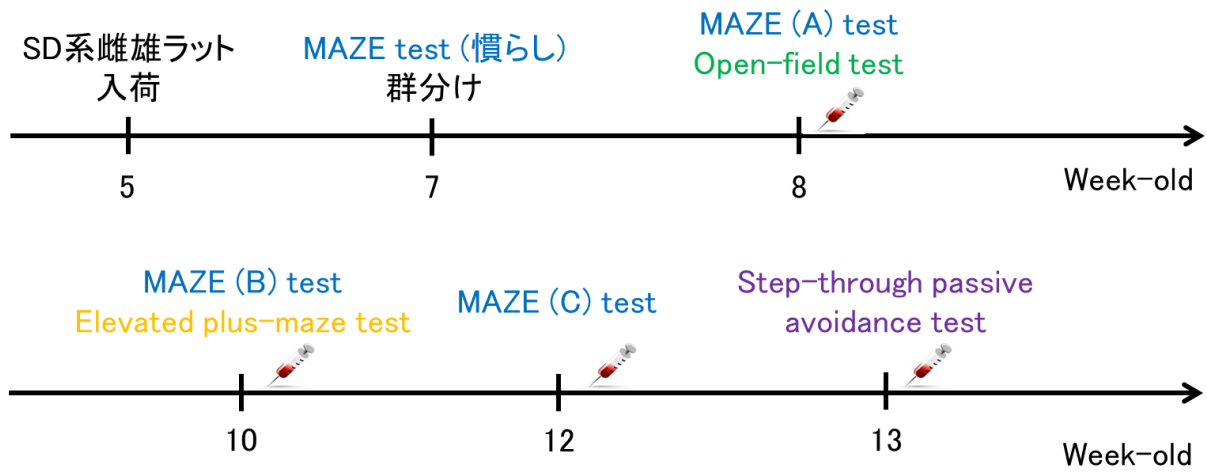 SD系雌雄ラット
入荷
MAZE test (慣らし)
群分け
MAZE (A) test
Open-field test
5
7
8
Week-old
MAZE (B) test
Elevated plus-maze test
MAZE (C) test
Step-through passive
avoidance test
10
12
13
Week-old